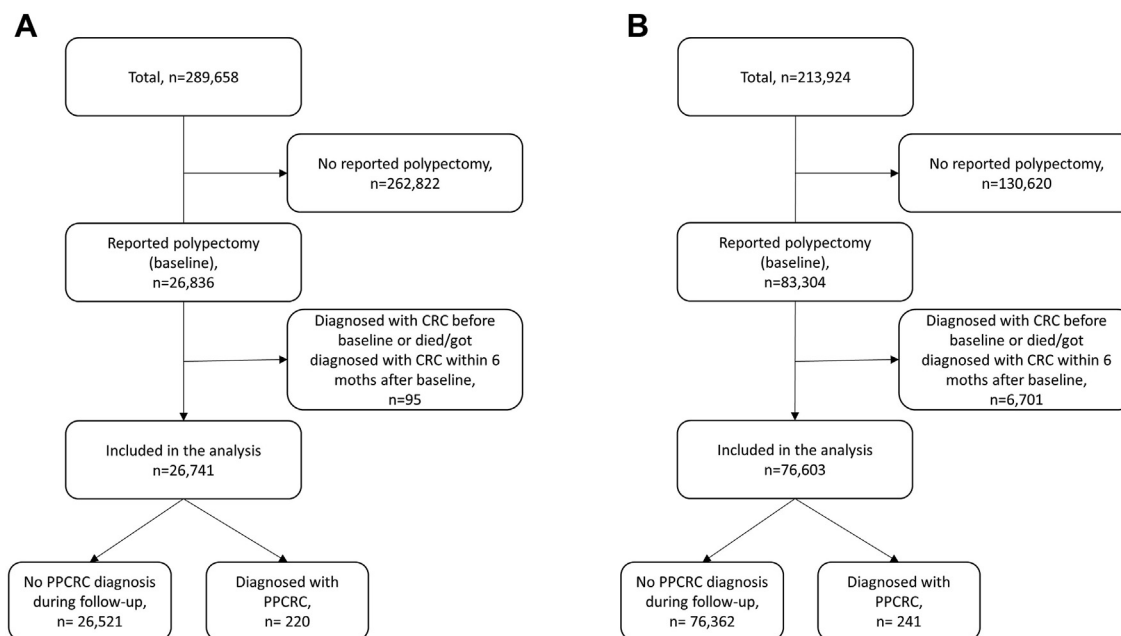 A
Total, n=289,658
No reported polypectomy,
n=262,822
Reported polypectomy
(baseline),
n=26,836
Diagnosed with CRC before
baseline or died/got
diagnosed with CRC within 6
moths after baseline,
n=95
Included in the analysis
n=26,741
No PPCRC diagnosis
during follow-up,
n= 26,521
Diagnosed with
PPCRC,
n= 220
B
Total, n=213,924
No reported polypectomy,
n=130,620
Reported polypectomy
(baseline),
n=83,304
Diagnosed with CRC before
baseline or died/got
diagnosed with CRC within 6
moths after baseline,
n=6,701
Included in the analysis
n=76,603
No PPCRC diagnosis
during follow-up,
n= 76,362
Diagnosed with
PPCRC,
n= 241